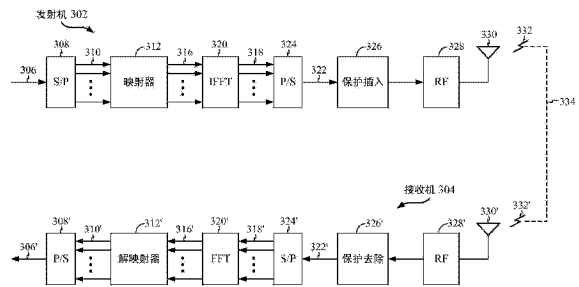 发射机 302
308 310 312 316 320 318 324 326 328 330 332
306 S/P 映射器 IFFT P/S 322 保护插入 RF
334
接收机 304
308' 310' 312' 316' 320' 318' 324' 326' 328' 330' 332'
306' P/S 解映射器 FFT S/P 322' 保护去除 RF